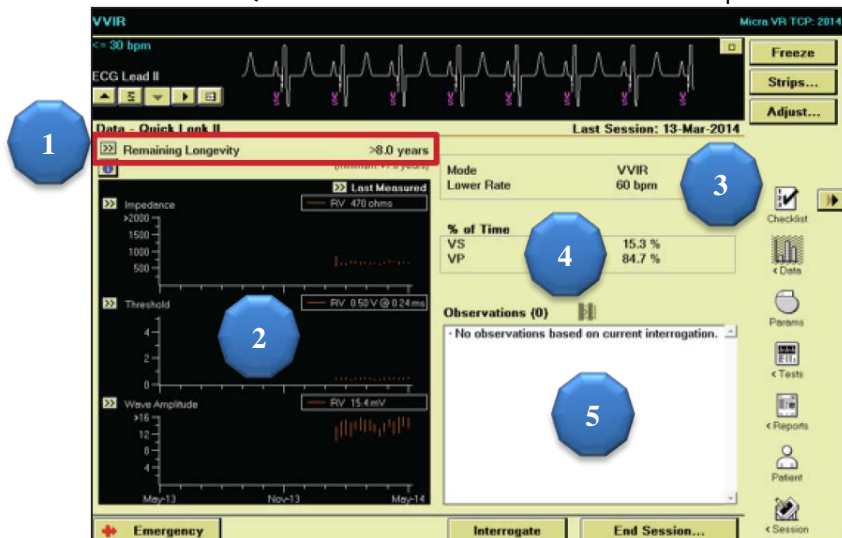 VVIR
Micra VR TCP: 2014
<= 30 bpm
ECG Lead II
Freeze
Strips...
Adjust...
Data - Quick Look II
Last Session: 13-Mar-2014
1
Remaining Longevity >8.0 years
Last Measured
Mode VVIR
Lower Rate 60 bpm
3
Checklist
Impedence
RV 470 ohms
>2000
1500
1000
500
% of Time
VS 15.3 %
VP 84.7 %
4
< Data
Params
Threshold
RV 0.50 V @ 0.24 ms
4
2
0
2
Observations (0)
- No observations based on current interrogation.
5
< Tests
< Reports
Patient
< Session
Wave Amplitude
RV 15.4 mV
>16
12
8
4
May-13
Nov-13
May-14
Emergency
Interrogate
End Session...